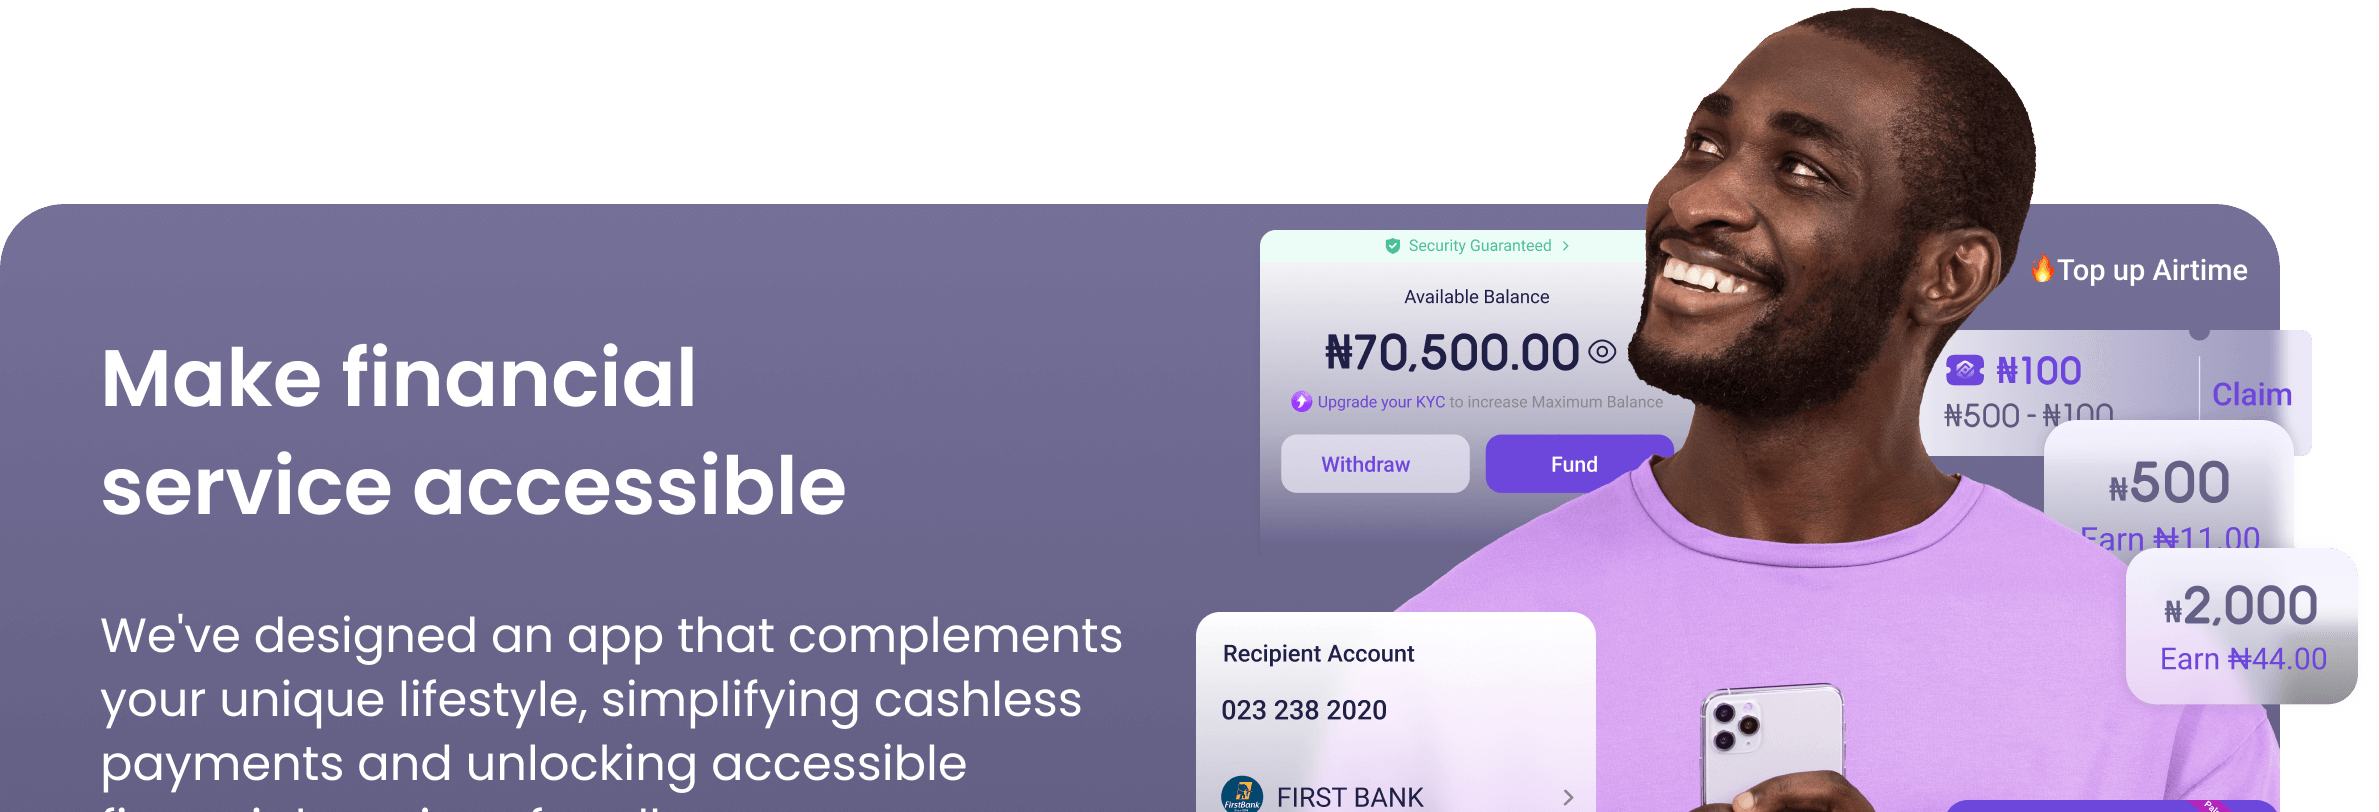 Make financial
service accessible
We've designed an app that complements
your unique lifestyle, simplifying cashless
payments and unlocking accessible
Security Guaranteed
Available Balance
₦70,500.00
Upgrade your KYC to increase Maximum Balance
Withdraw
Fund
Recipient Account
023 238 2020
FirstBank
FIRST BANK
🔥Top up Airtime
₦100
₦500 - ₦100
Claim
₦500
Earn ₦11.00
₦2,000
Earn ₦44.00